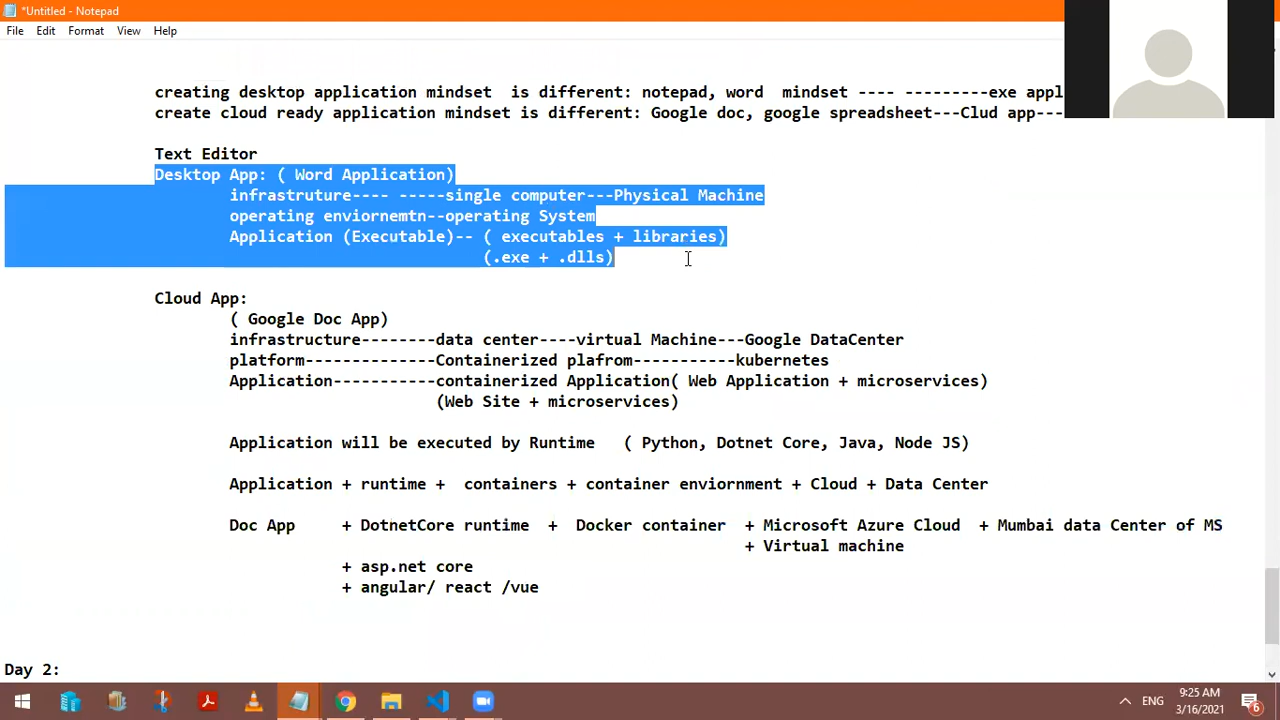 *Untitled - Notepad
File Edit Format View Help
creating desktop application mindset is different: notepad, word mindset ---- ---------exe appl
create cloud ready application mindset is different: Google doc, google spreadsheet---Clud app---
Text Editor
Desktop App: ( Word Application)
infrastruture---- -----single computer---Physical Machine
operating enviornemtn--operating System
Application (Executable)-- ( executables + libraries)
(.exe + .dlls)
Cloud App:
( Google Doc App)
infrastructure--------data center----virtual Machine---Google DataCenter
platform--------------Containerized plafrom-----------kubernetes
Application-----------containerized Application( Web Application + microservices)
(Web Site + microservices)
Application will be executed by Runtime ( Python, Dotnet Core, Java, Node JS)
Application + runtime + containers + container enviornment + Cloud + Data Center
Doc App + DotnetCore runtime + Docker container + Microsoft Azure Cloud + Mumbai data Center of MS
+ Virtual machine
+ asp.net core
+ angular/ react /vue
Day 2:
ENG
9:25 AM
3/16/2021
6